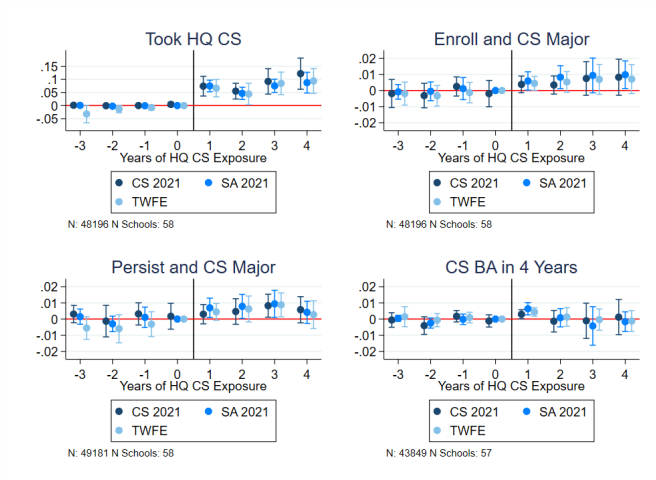 Took HQ CS
.15
.1
.05
0
-.05
-3 -2 -1 0 1 2 3 4
Years of HQ CS Exposure
CS 2021 SA 2021
TWFE
N: 48196 N Schools: 58
Enroll and CS Major
.02
.01
0
-.01
-.02
-3 -2 -1 0 1 2 3 4
Years of HQ CS Exposure
CS 2021 SA 2021
TWFE
N: 48196 N Schools: 58
Persist and CS Major
.02
.01
0
-.01
-.02
-3 -2 -1 0 1 2 3 4
Years of HQ CS Exposure
CS 2021 SA 2021
TWFE
N: 49181 N Schools: 58
CS BA in 4 Years
.02
.01
0
-.01
-.02
-3 -2 -1 0 1 2 3 4
Years of HQ CS Exposure
CS 2021 SA 2021
TWFE
N: 43849 N Schools: 57